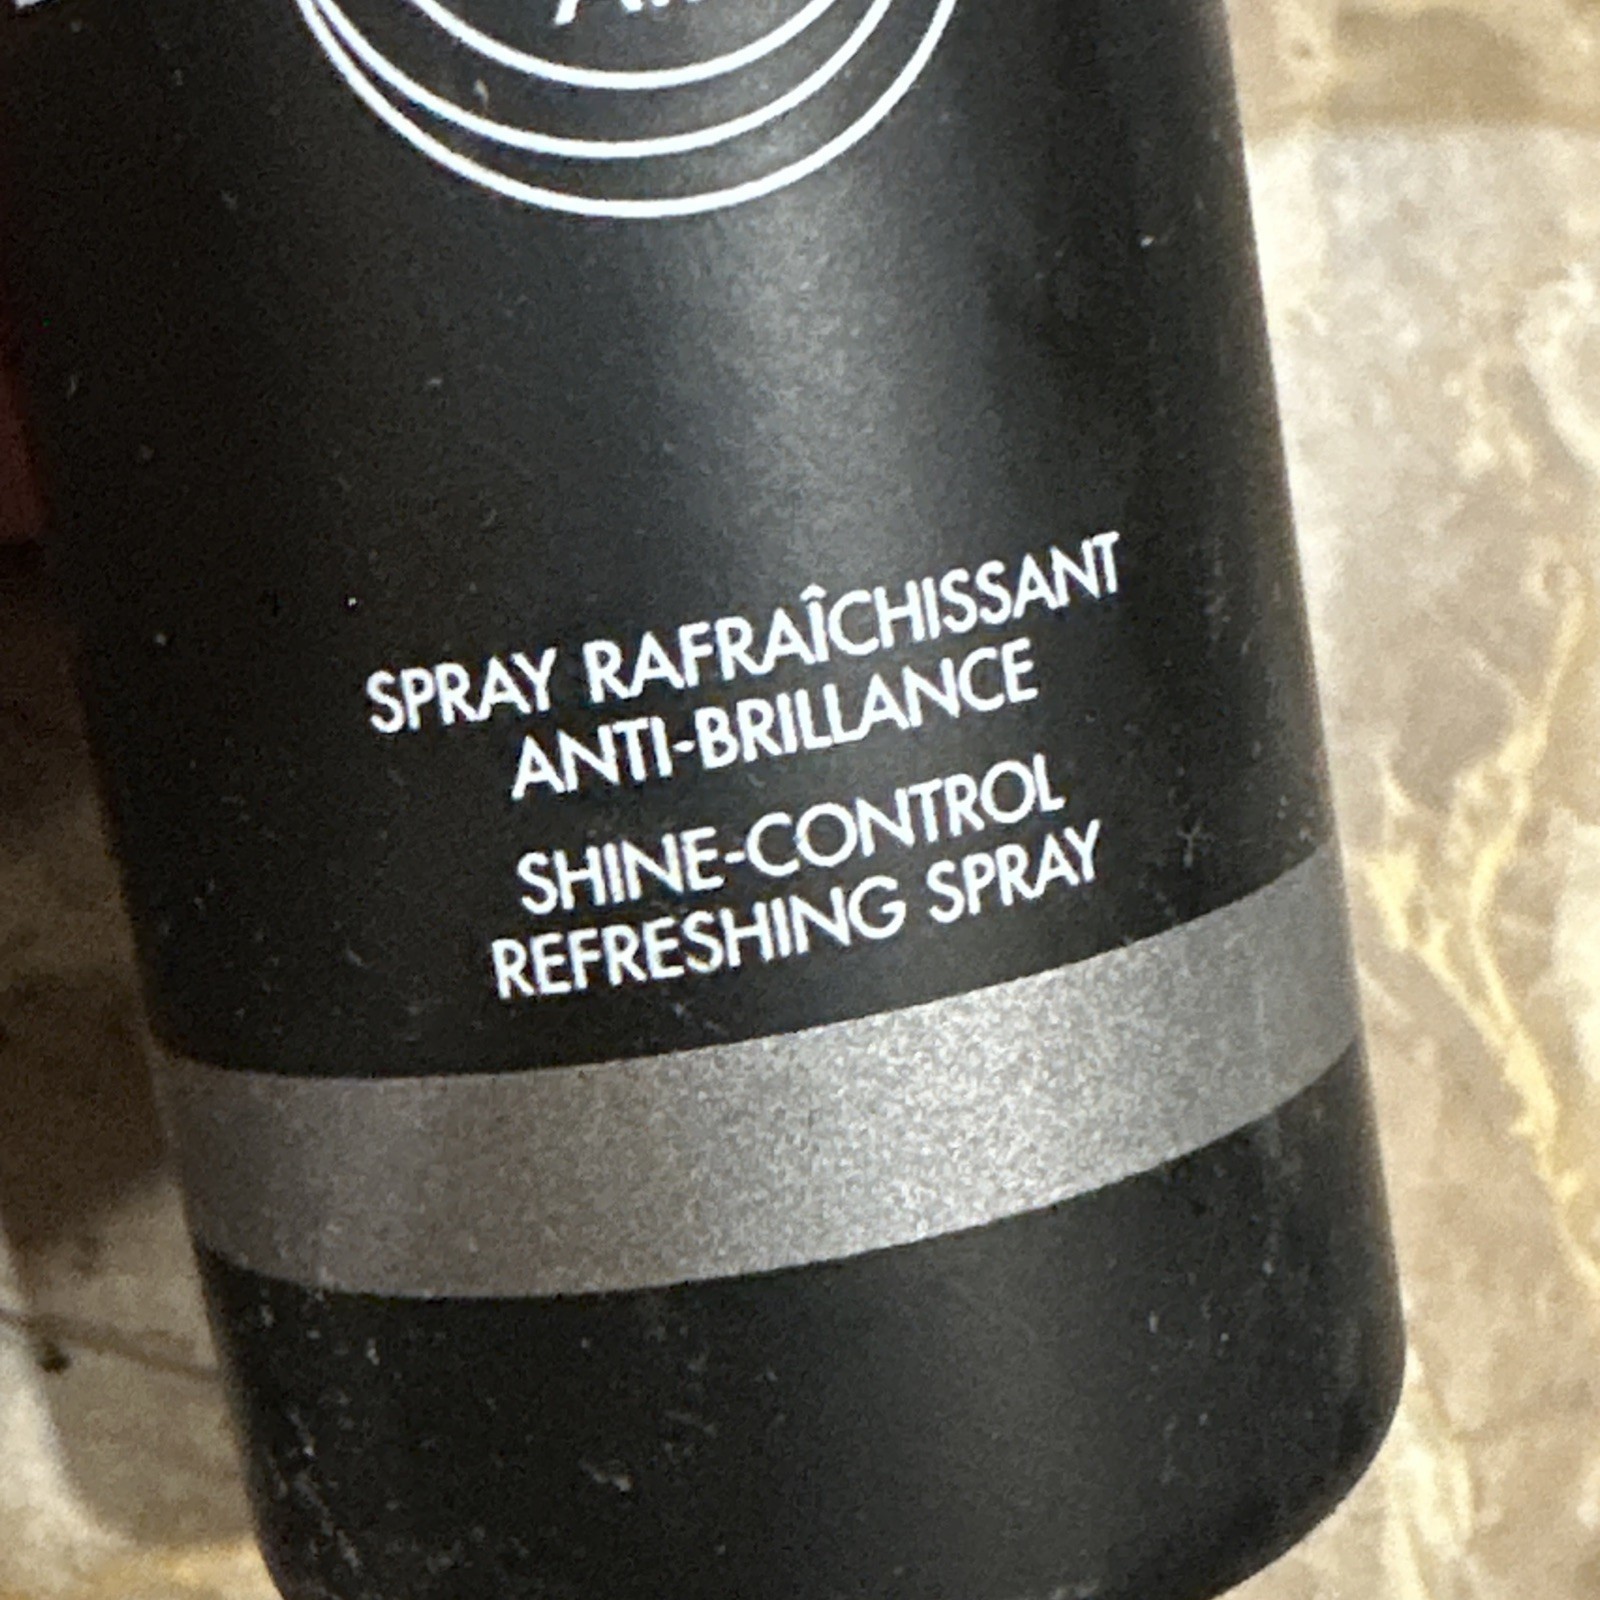 SPRAY RAFRAÎCHISSANT
ANTI-BRILLANCE
SHINE-CONTROL
REFRESHING SPRAY